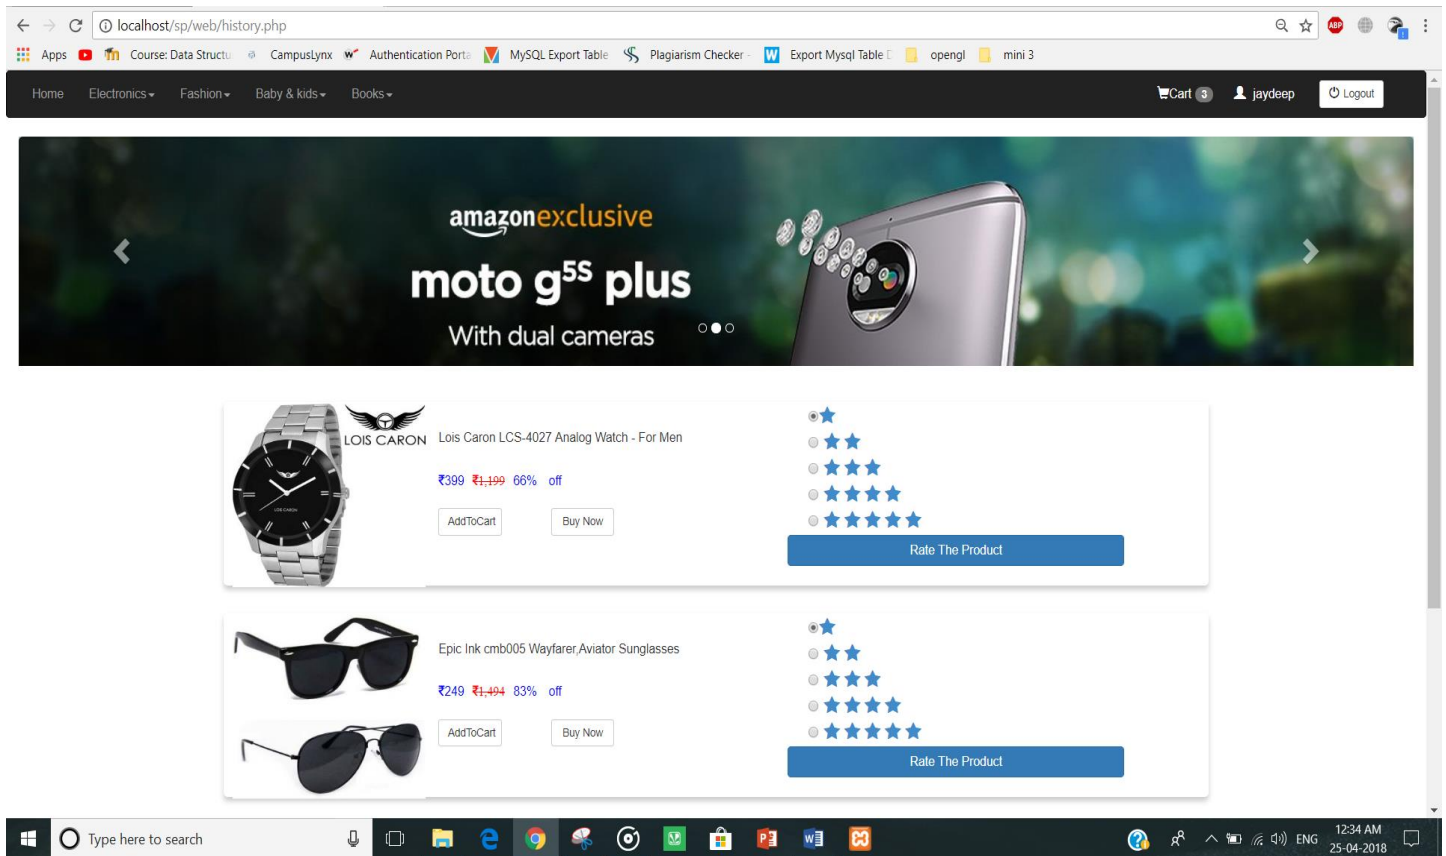 localhost/sp/web/history.php
Apps Course: Data Structu CampusLynx Authentication Porta MySQL Export Table Plagiarism Checker - Export Mysql Table D opengl mini 3
Home Electronics Fashion Baby & kids Books Cart 3 jaydeep Logout
amazonexclusive
moto g5S plus
With dual cameras
LOIS CARON
Lois Caron LCS-4027 Analog Watch - For Men
₹399 ₹1,199 66% off
AddToCart Buy Now
Rate The Product
Epic Ink cmb005 Wayfarer,Aviator Sunglasses
₹249 ₹1,494 83% off
AddToCart Buy Now
Rate The Product
Type here to search
ENG
12:34 AM
25-04-2018